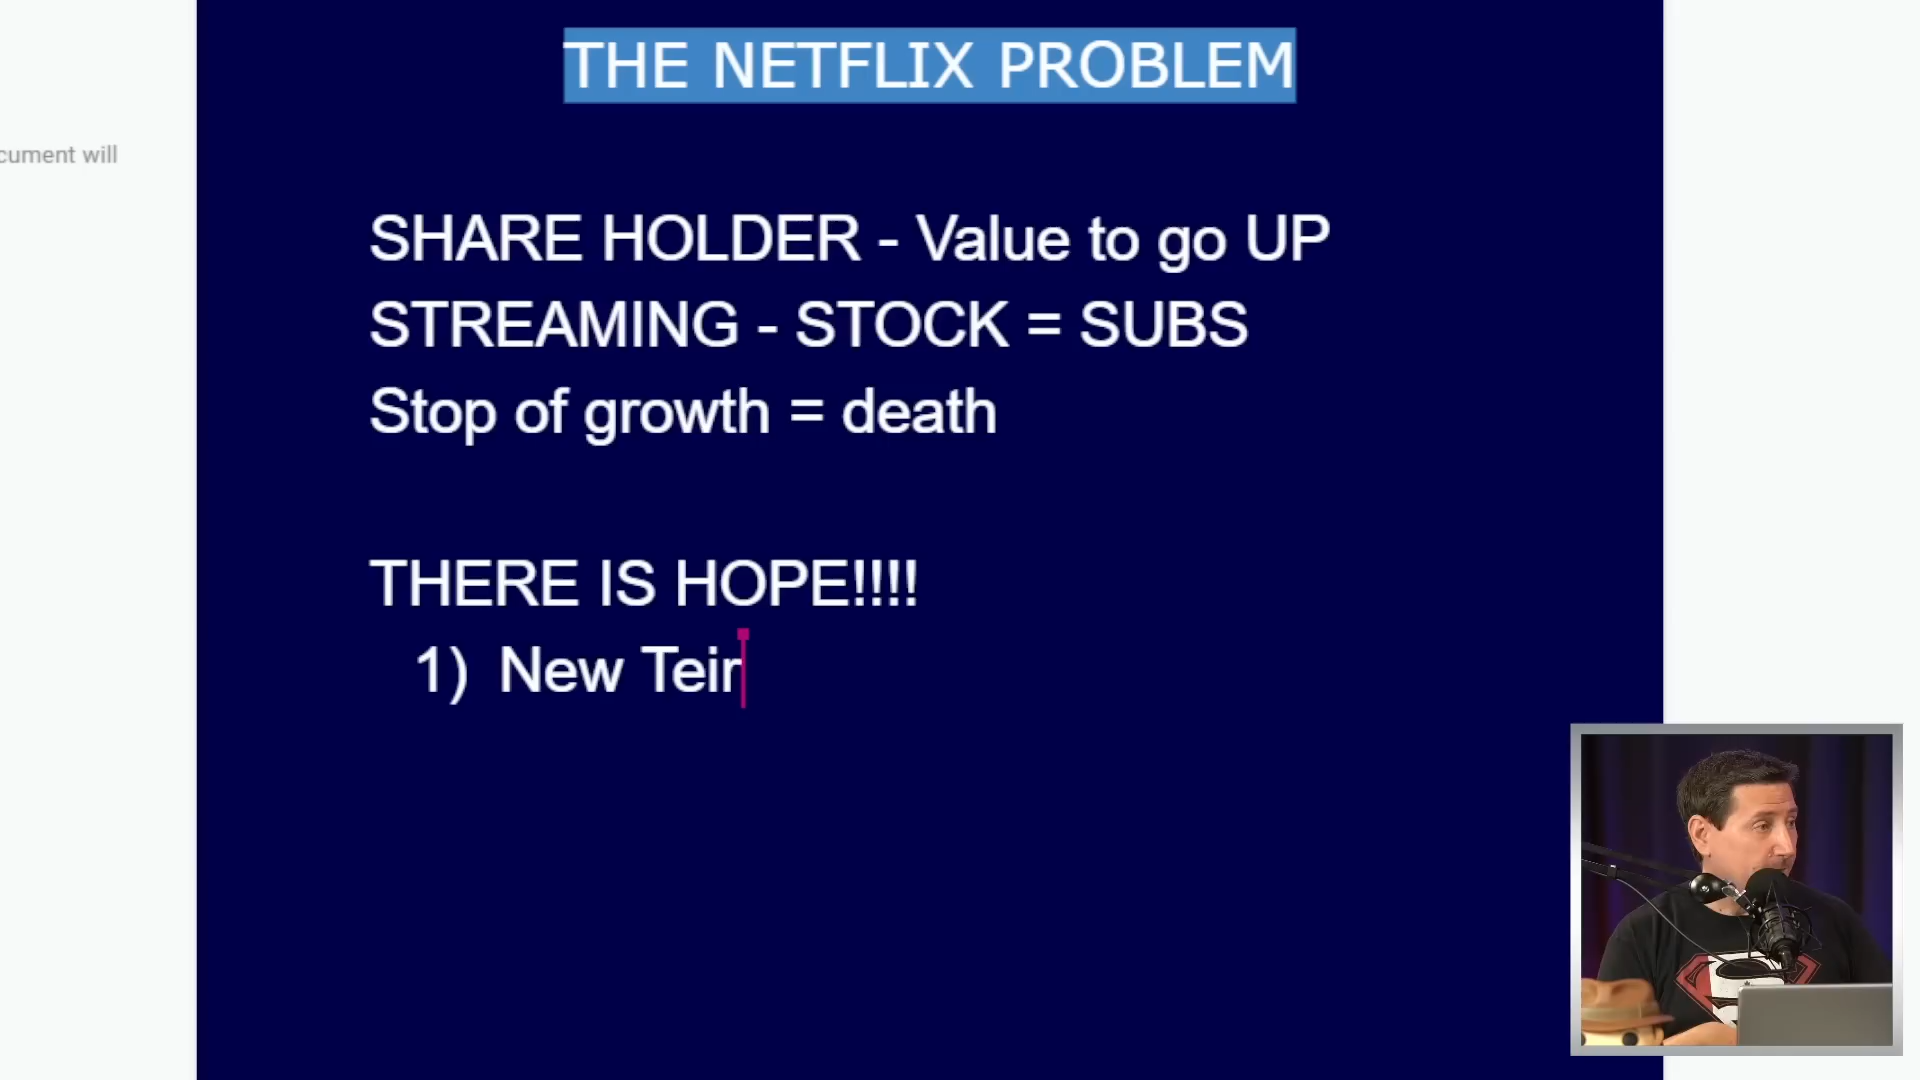 THE NETFLIX PROBLEM
cument will
SHARE HOLDER - Value to go UP
STREAMING - STOCK = SUBS
Stop of growth = death
THERE IS HOPE!!!!
1) New Teir